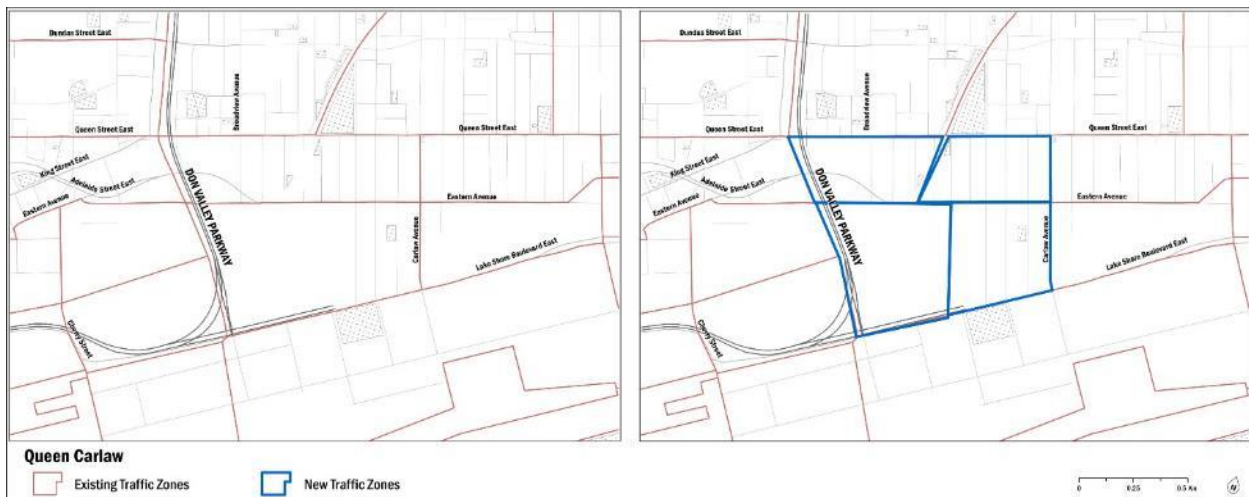 Dundas Street East
Broadview Avenue
Queen Street East
Queen Street East
King Street East
Adelaide Street East
Eastern Avenue
DON VALLEY PARKWAY
Eastern Avenue
Carlaw Avenue
Lake Shore Boulevard East
Cherry Street
Dundas Street East
Broadview Avenue
Queen Street East
Queen Street East
King Street East
Adelaide Street East
Eastern Avenue
DON VALLEY PARKWAY
Eastern Avenue
Carlaw Avenue
Lake Shore Boulevard East
Cherry Street
Queen Carlaw
Existing Traffic Zones
New Traffic Zones
0 0.25 0.5 Km
N